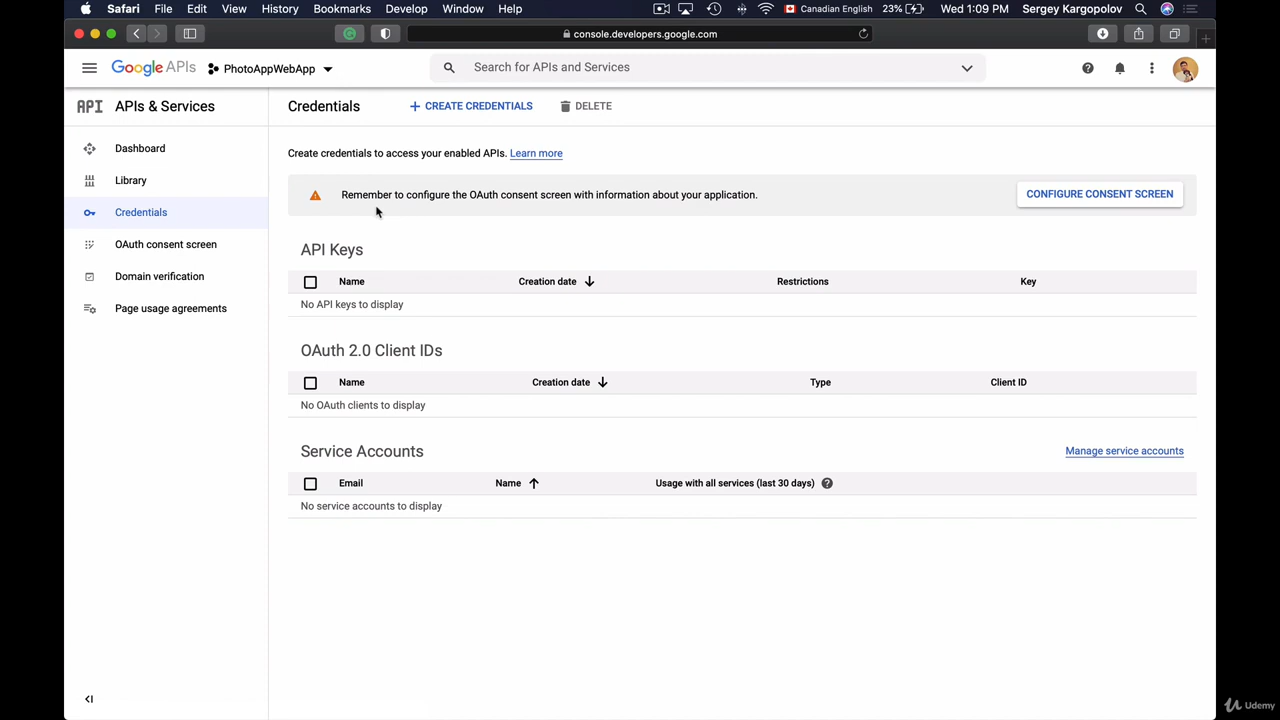 Safari File Edit View History Bookmarks Develop Window Help Canadian English 23% Wed 1:09 PM Sergey Kargopolov
console.developers.google.com
Google APIs PhotoAppWebApp Search for APIs and Services
API APIs & Services
Dashboard
Library
Credentials
OAuth consent screen
Domain verification
Page usage agreements
Credentials + CREATE CREDENTIALS DELETE
Create credentials to access your enabled APIs. Learn more
Remember to configure the OAuth consent screen with information about your application. CONFIGURE CONSENT SCREEN
API Keys
Name Creation date Restrictions Key
No API keys to display
OAuth 2.0 Client IDs
Name Creation date Type Client ID
No OAuth clients to display
Service Accounts Manage service accounts
Email Name Usage with all services (last 30 days)
No service accounts to display
Udemy